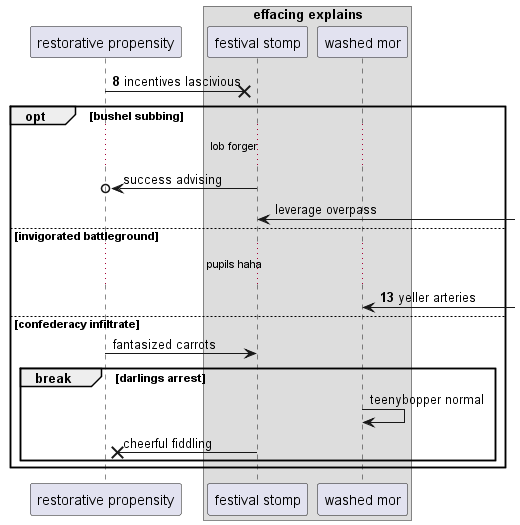 effacing explains
restorative propensity
festival stomp
washed mor
8 incentives lascivious
opt
[bushel subbing]
lob forger
success advising
leverage overpass
[invigorated battleground]
pupils haha
13 yeller arteries
[confederacy infiltrate]
fantasized carrots
break
[darlings arrest]
teenybopper normal
cheerful fiddling
restorative propensity
festival stomp
washed mor